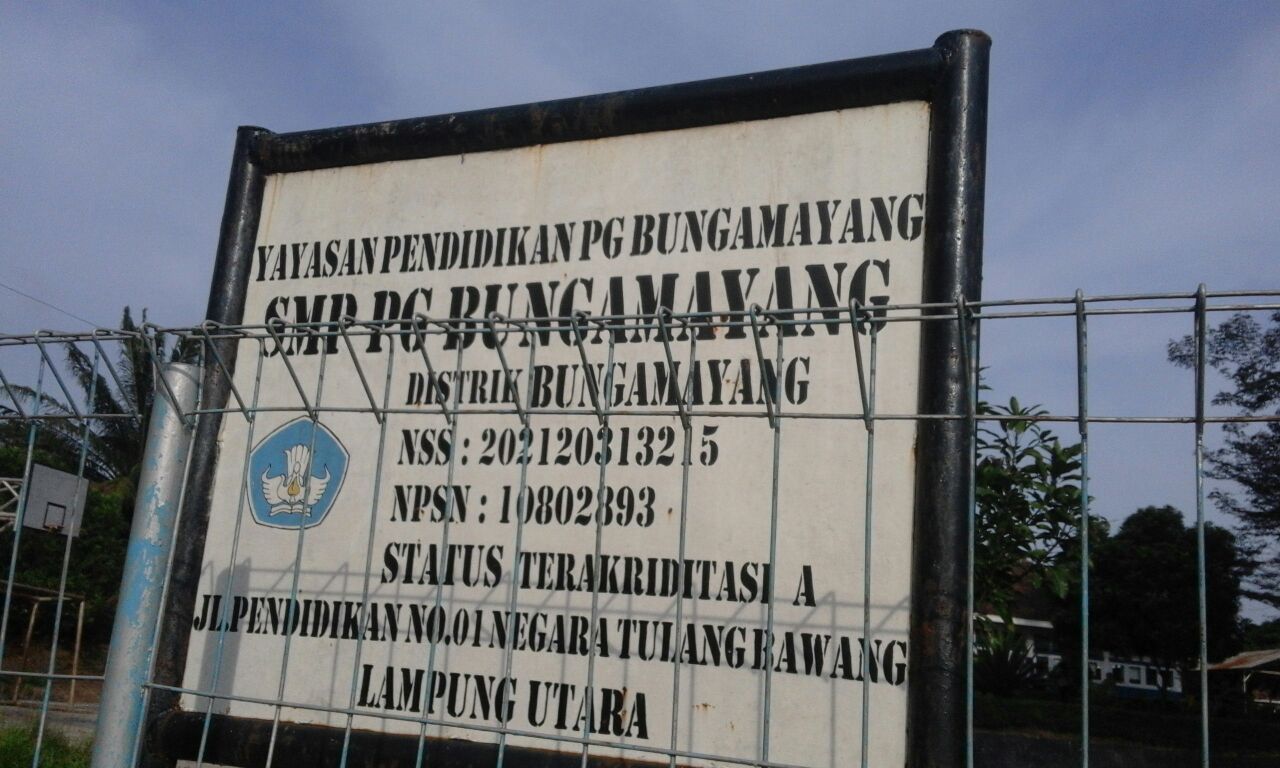 YAYASAN PENDIDIKAN PG BUNGAMAYANG
SMP PG BUNGAMAYANG
DISTRIK BUNGAMAYANG
NSS : 202120313215
NPSN : 10802893
STATUS TERAKRIDITASI A
JL.PENDIDIKAN NO.01 NEGARA TULANG BAWANG
LAMPUNG UTARA